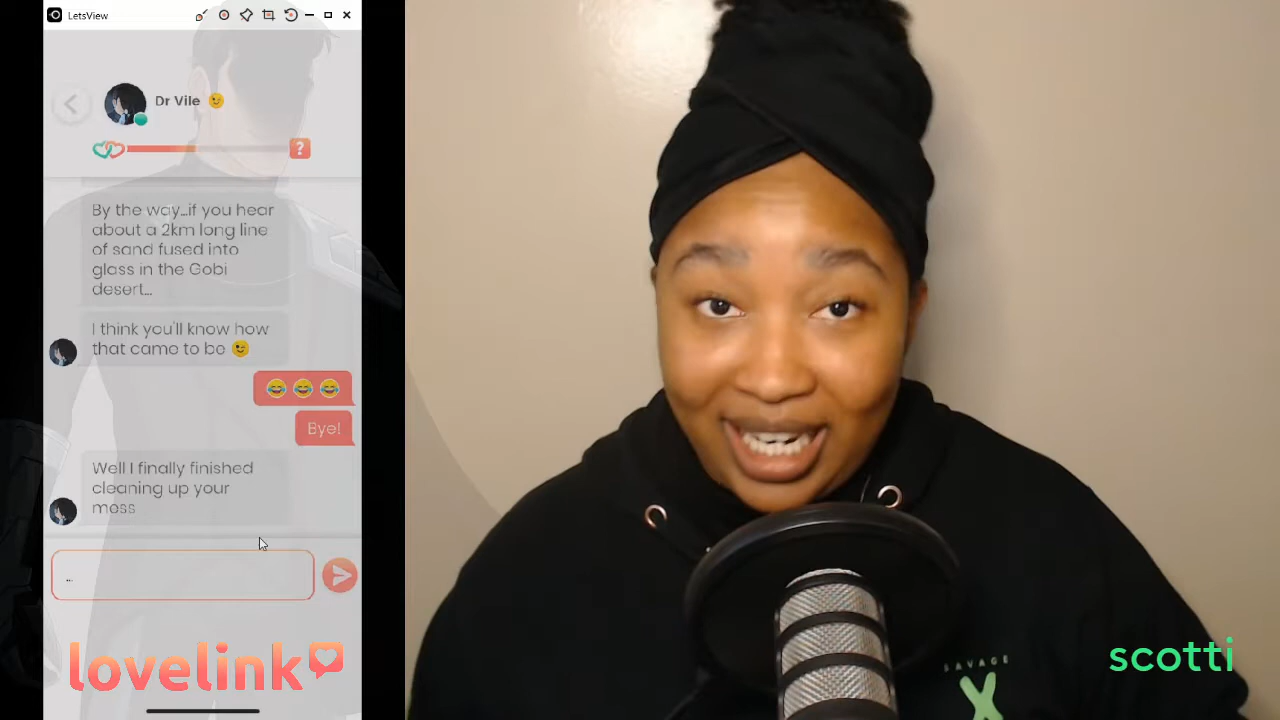 LetsView
Dr Vile 😉
?
By the way...if you hear
about a 2km long line
of sand fused into
glass in the Gobi
desert...
I think you'll know how
that came to be 😉
😂 😂 😂
Bye!
Well I finally finished
cleaning up your
moss
...
lovelink
SAVAGE
X
scotti